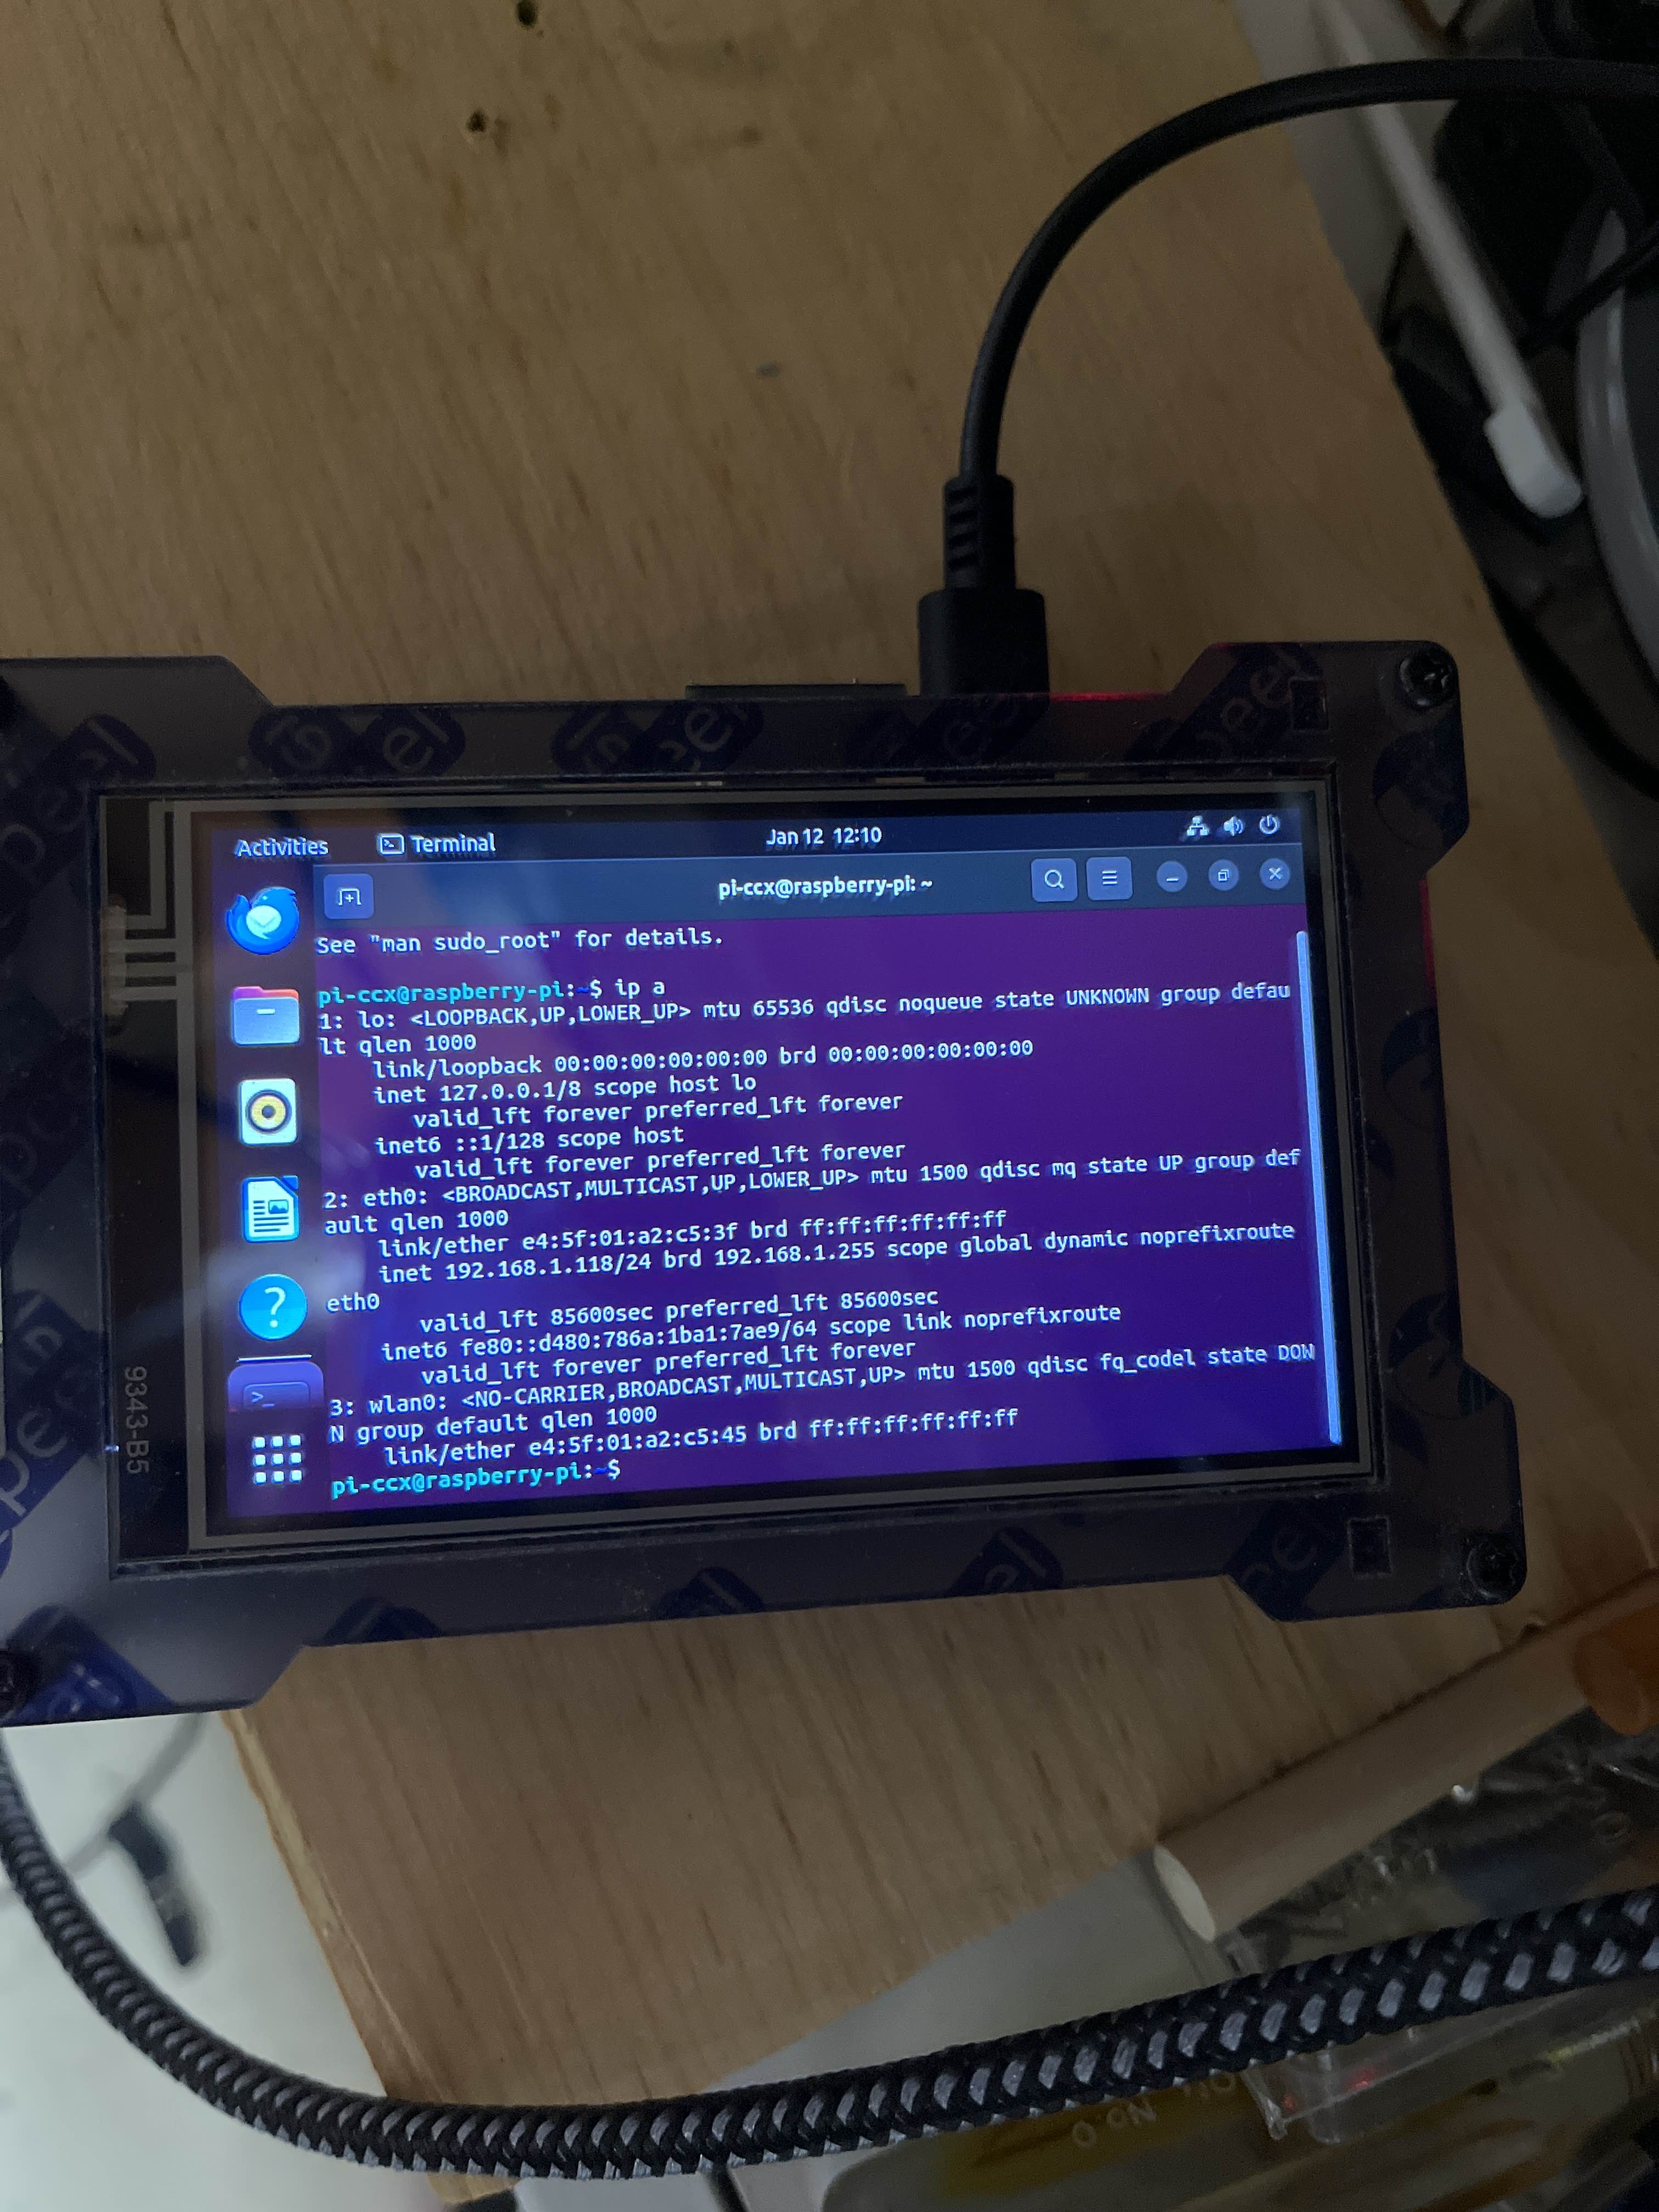 Activities
Terminal
Jan 12 12:10
pi-ccx@raspberry-pi: ~
See "man sudo_root" for details.
pi-ccx@raspberry-pi:~$ ip a
1: lo: <LOOPBACK,UP,LOWER_UP> mtu 65536 qdisc noqueue state UNKNOWN group defau
lt qlen 1000
link/loopback 00:00:00:00:00:00 brd 00:00:00:00:00:00
inet 127.0.0.1/8 scope host lo
valid_lft forever preferred_lft forever
inet6 ::1/128 scope host
valid_lft forever preferred_lft forever
2: eth0: <BROADCAST,MULTICAST,UP,LOWER_UP> mtu 1500 qdisc mq state UP group def
ault qlen 1000
link/ether e4:5f:01:a2:c5:3f brd ff:ff:ff:ff:ff:ff
inet 192.168.1.118/24 brd 192.168.1.255 scope global dynamic noprefixroute
eth0
valid_lft 85600sec preferred_lft 85600sec
inet6 fe80::d480:786a:1ba1:7ae9/64 scope link noprefixroute
valid_lft forever preferred_lft forever
3: wlan0: <NO-CARRIER,BROADCAST,MULTICAST,UP> mtu 1500 qdisc fq_codel state DOW
N group default qlen 1000
link/ether e4:5f:01:a2:c5:45 brd ff:ff:ff:ff:ff:ff
pi-ccx@raspberry-pi:~$
9343-B5
No.0